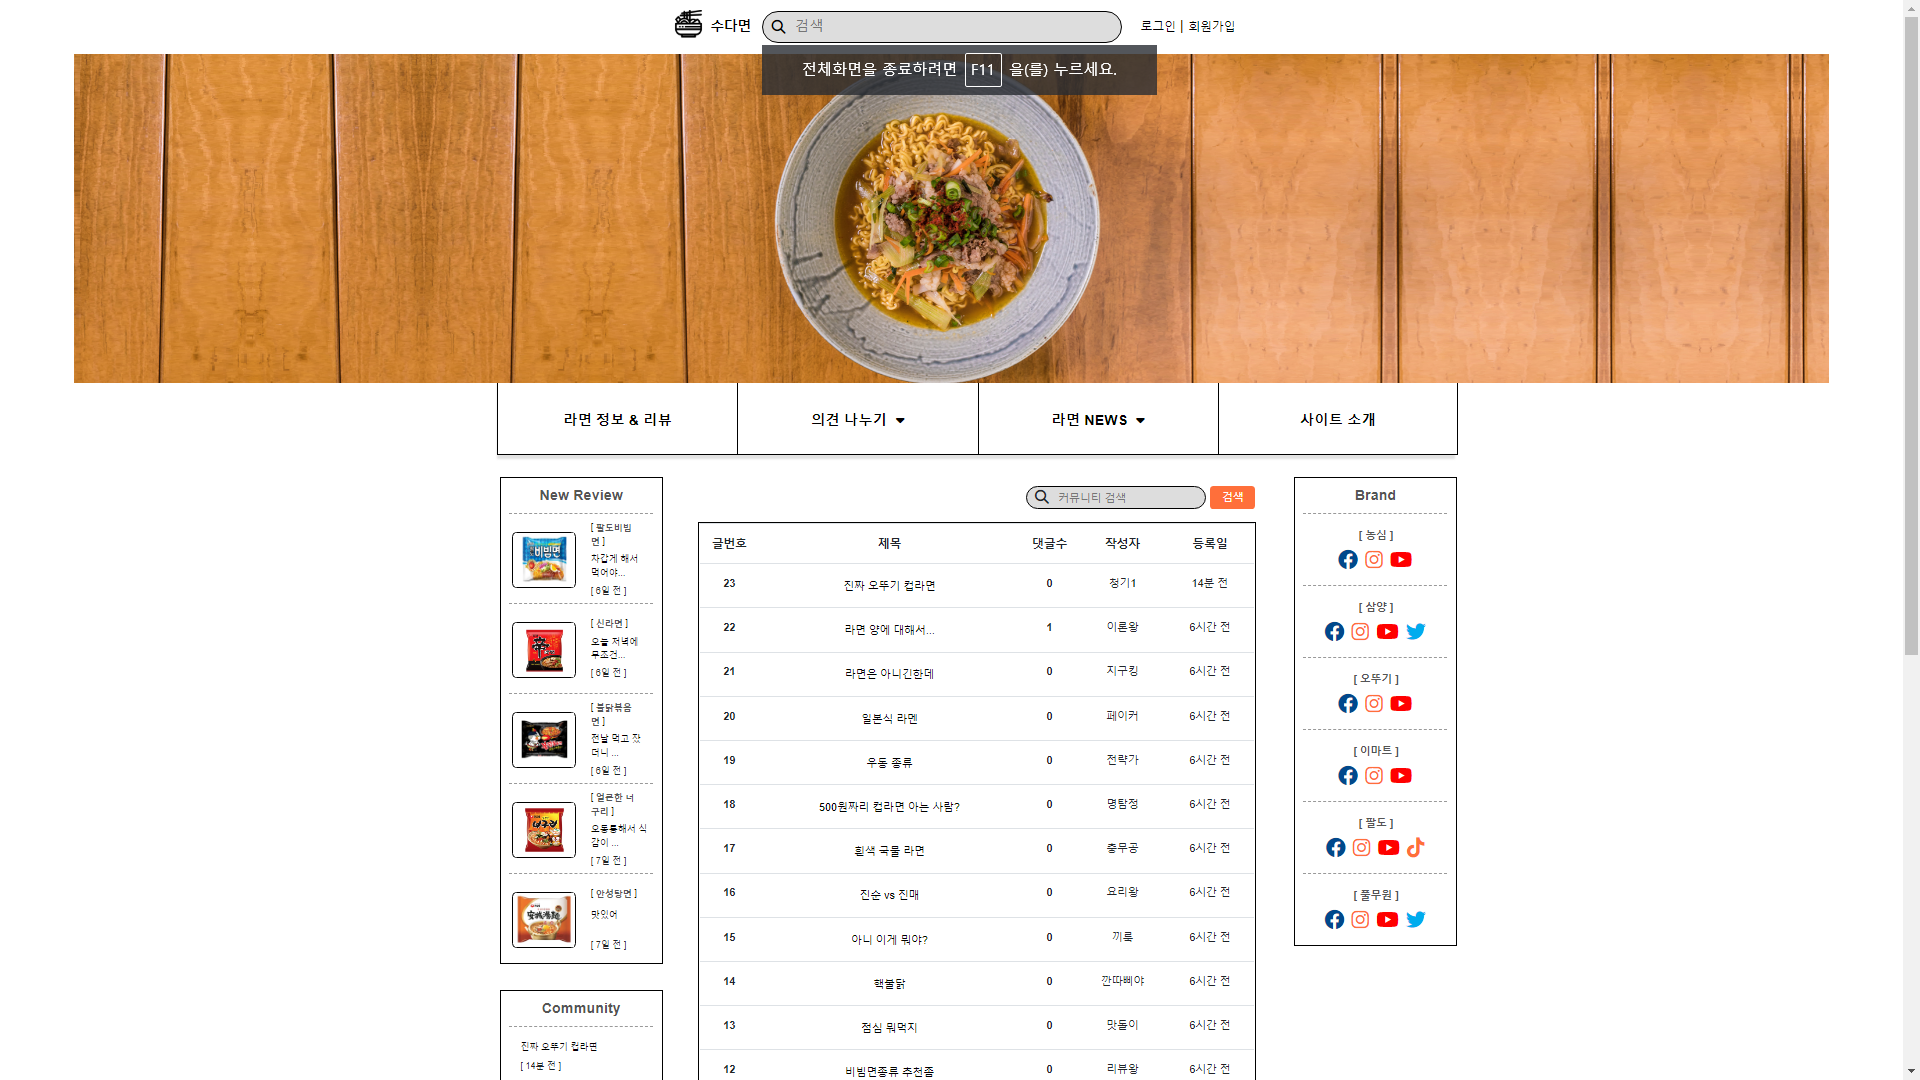 수다면
검색
로그인 | 회원가입
전체화면을 종료하려면 F11 을(를) 누르세요.
라면 정보 & 리뷰
의견 나누기
라면 NEWS
사이트 소개
New Review
[ 팔도비빔
면 ]
차갑게 해서
먹어야...
[ 6일 전 ]
[ 신라면 ]
오늘 저녁에
무조건...
[ 6일 전 ]
[ 불닭볶음
면 ]
전날 먹고 잤
더니 ...
[ 6일 전 ]
[ 얼큰한 너
구리 ]
오동통해서 식
감이 ...
[ 7일 전 ]
[ 안성탕면 ]
맛있어
[ 7일 전 ]
Community
진짜 오뚜기 컵라면
[ 14분 전 ]
커뮤니티 검색
검색
글번호 제목 댓글수 작성자 등록일
23 진짜 오뚜기 컵라면 0 청기1 14분 전
22 라면 양에 대해서... 1 이론왕 6시간 전
21 라면은 아니긴한데 0 지구킹 6시간 전
20 일본식 라멘 0 페이커 6시간 전
19 우동 종류 0 전략가 6시간 전
18 500원짜리 컵라면 아는 사람? 0 명탐정 6시간 전
17 흰색 국물 라면 0 충무공 6시간 전
16 진순 vs 진매 0 요리왕 6시간 전
15 아니 이게 뭐야? 0 끼룩 6시간 전
14 핵불닭 0 깐따삐야 6시간 전
13 점심 뭐먹지 0 맛돌이 6시간 전
12 비빔면종류 추천좀 0 리뷰왕 6시간 전
Brand
[ 농심 ]
[ 삼양 ]
[ 오뚜기 ]
[ 이마트 ]
[ 팔도 ]
[ 풀무원 ]